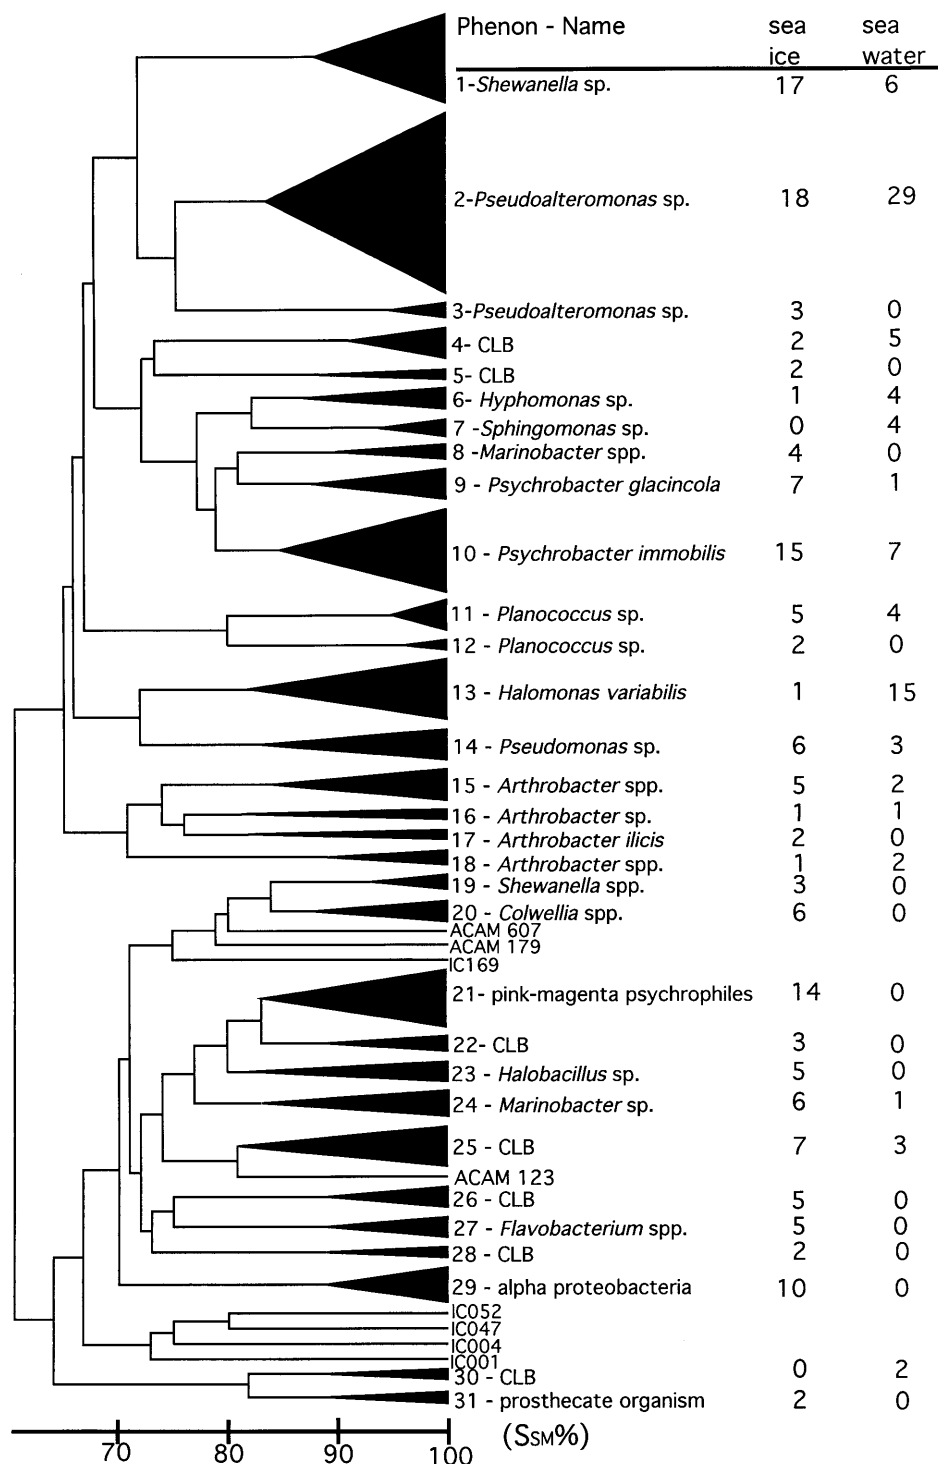 Phenon - Name sea ice sea water
1-Shewanella sp. 17 6
2-Pseudoalteromonas sp. 18 29
3-Pseudoalteromonas sp. 3 0
4- CLB 2 5
5- CLB 2 0
6- Hyphomonas sp. 1 4
7 -Sphingomonas sp. 0 4
8 -Marinobacter spp. 4 0
9 - Psychrobacter glacincola 7 1
10 - Psychrobacter immobilis 15 7
11 - Planococcus sp. 5 4
12 - Planococcus sp. 2 0
13 - Halomonas variabilis 1 15
14 - Pseudomonas sp. 6 3
15 - Arthrobacter spp. 5 2
16 - Arthrobacter sp. 1 1
17 - Arthrobacter ilicis 2 0
18 - Arthrobacter spp. 1 2
19 - Shewanella spp. 3 0
20 - Colwellia spp. 6 0
ACAM 607
ACAM 179
IC169
21- pink-magenta psychrophiles 14 0
22- CLB 3 0
23 - Halobacillus sp. 5 0
24 - Marinobacter sp. 6 1
25 - CLB 7 3
ACAM 123
26 - CLB 5 0
27 - Flavobacterium spp. 5 0
28 - CLB 2 0
29 - alpha proteobacteria 10 0
IC052
IC047
IC004
IC001
30 - CLB 0 2
31 - prosthecate organism 2 0
70 80 90 100 (SSM%)